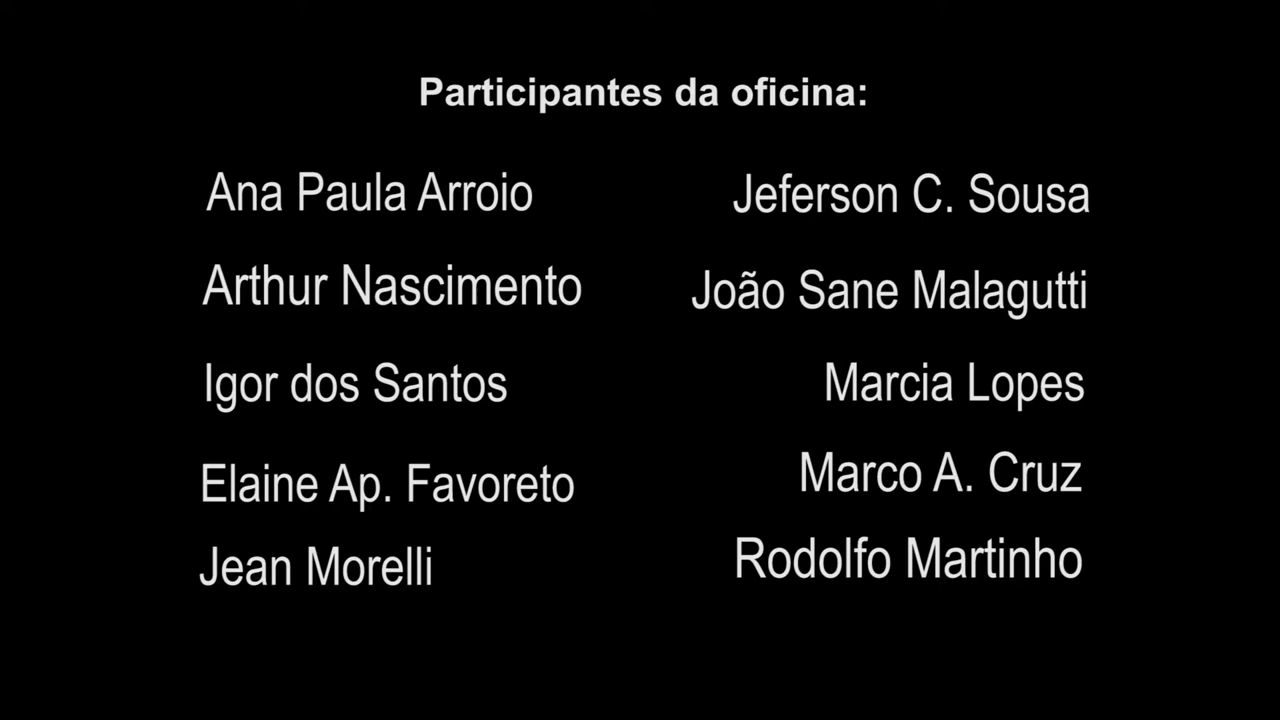 Participantes da oficina:
Ana Paula Arroio
Arthur Nascimento
Igor dos Santos
Elaine Ap. Favoreto
Jean Morelli
Jeferson C. Sousa
João Sane Malagutti
Marcia Lopes
Marco A. Cruz
Rodolfo Martinho